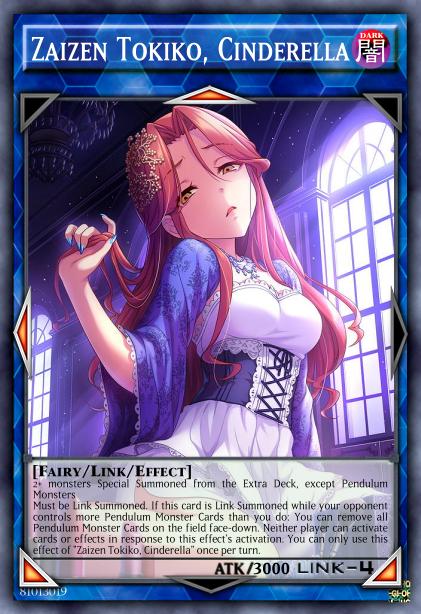 Zaizen Tokiko, Cinderella
DARK
闇
[Fairy/Link/Effect]
2+ monsters Special Summoned from the Extra Deck, except Pendulum
Monsters
Must be Link Summoned. If this card is Link Summoned while your opponent
controls more Pendulum Monster Cards than you do: You can remove all
Pendulum Monster Cards on the field face-down. Neither player can activate
cards or effects in response to this effect's activation. You can only use this
effect of "Zaizen Tokiko, Cinderella" once per turn.
ATK/3000 LINK-4
81013019